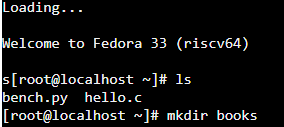 Loading...
Welcome to Fedora 33 (riscv64)
s[root@localhost ~]# ls
bench.py  hello.c
[root@localhost ~]# mkdir books